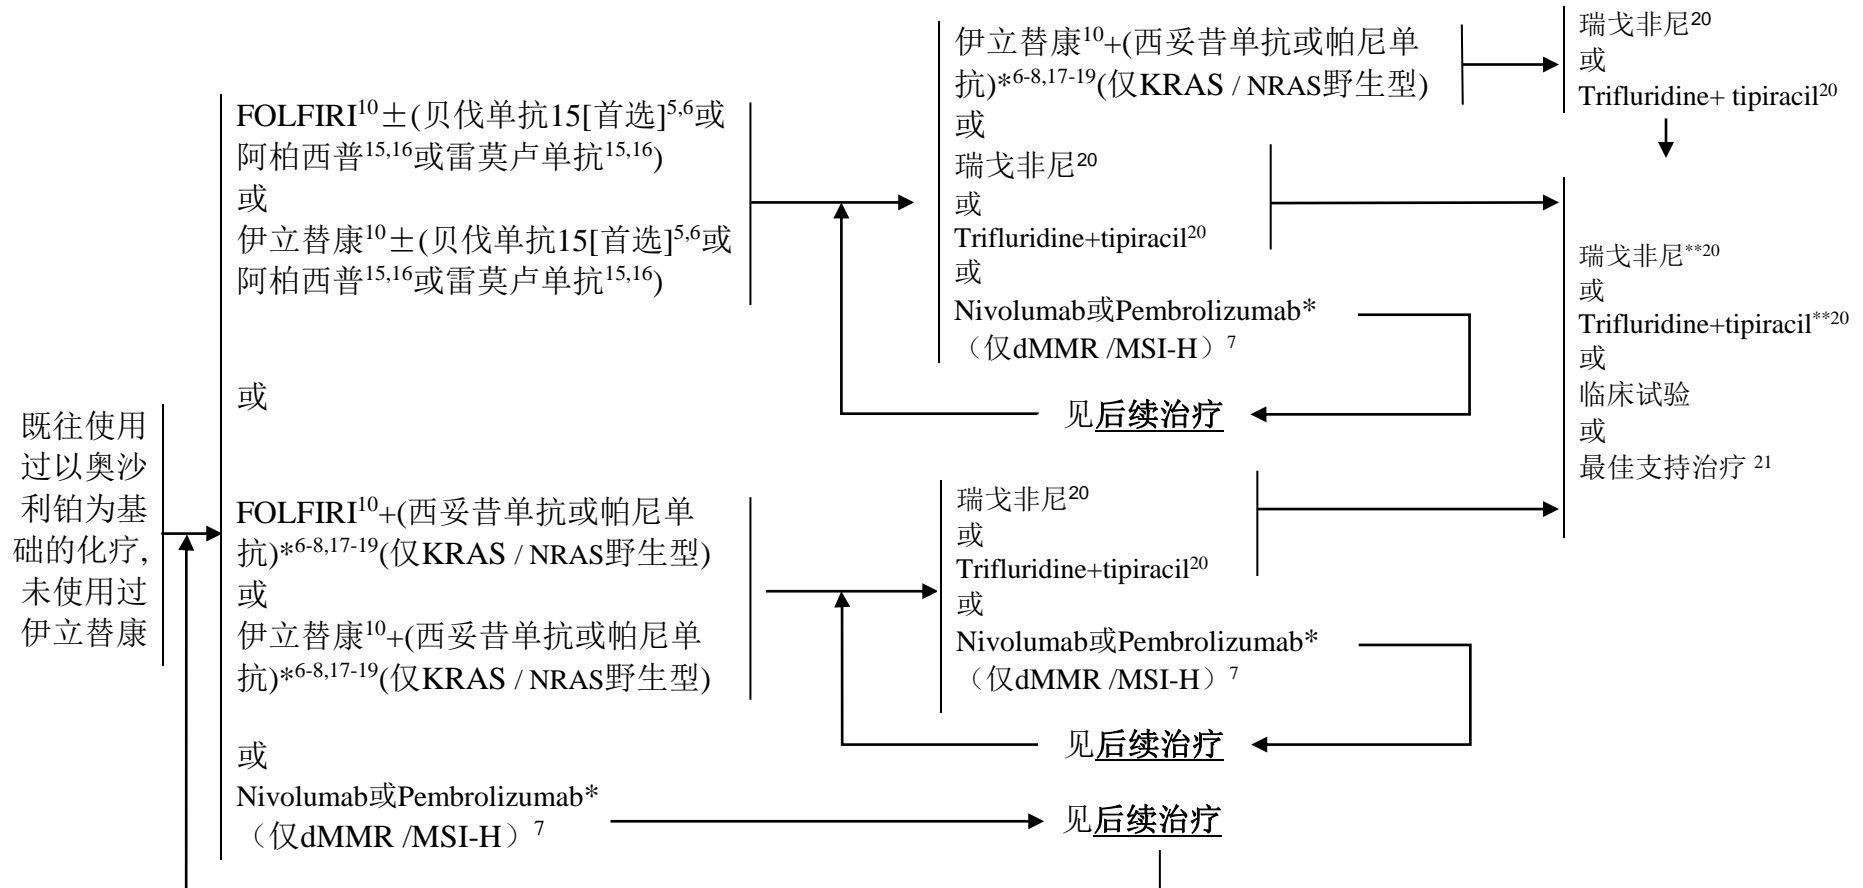 既往使用
过以奥沙
利铂为基
础的化疗,
未使用过
伊立替康
FOLFIRI10±(贝伐单抗15[首选]5,6或
阿柏西普15,16或雷莫卢单抗15,16)
或
伊立替康10±(贝伐单抗15[首选]5,6或
阿柏西普15,16或雷莫卢单抗15,16)
或
FOLFIRI10+(西妥昔单抗或帕尼单
抗)*6-8,17-19(仅KRAS / NRAS野生型)
或
伊立替康10+(西妥昔单抗或帕尼单
抗)*6-8,17-19(仅KRAS / NRAS野生型)
或
Nivolumab或Pembrolizumab*
（仅dMMR /MSI-H）7
伊立替康10+(西妥昔单抗或帕尼单
抗)*6-8,17-19(仅KRAS / NRAS野生型)
或
瑞戈非尼20
或
Trifluridine+tipiracil20
或
Nivolumab或Pembrolizumab*
（仅dMMR /MSI-H）7
见后续治疗
瑞戈非尼20
或
Trifluridine+tipiracil20
或
Nivolumab或Pembrolizumab*
（仅dMMR /MSI-H）7
见后续治疗
见后续治疗
瑞戈非尼20
或
Trifluridine+ tipiracil20
瑞戈非尼**20
或
Trifluridine+tipiracil**20
或
临床试验
或
最佳支持治疗 21